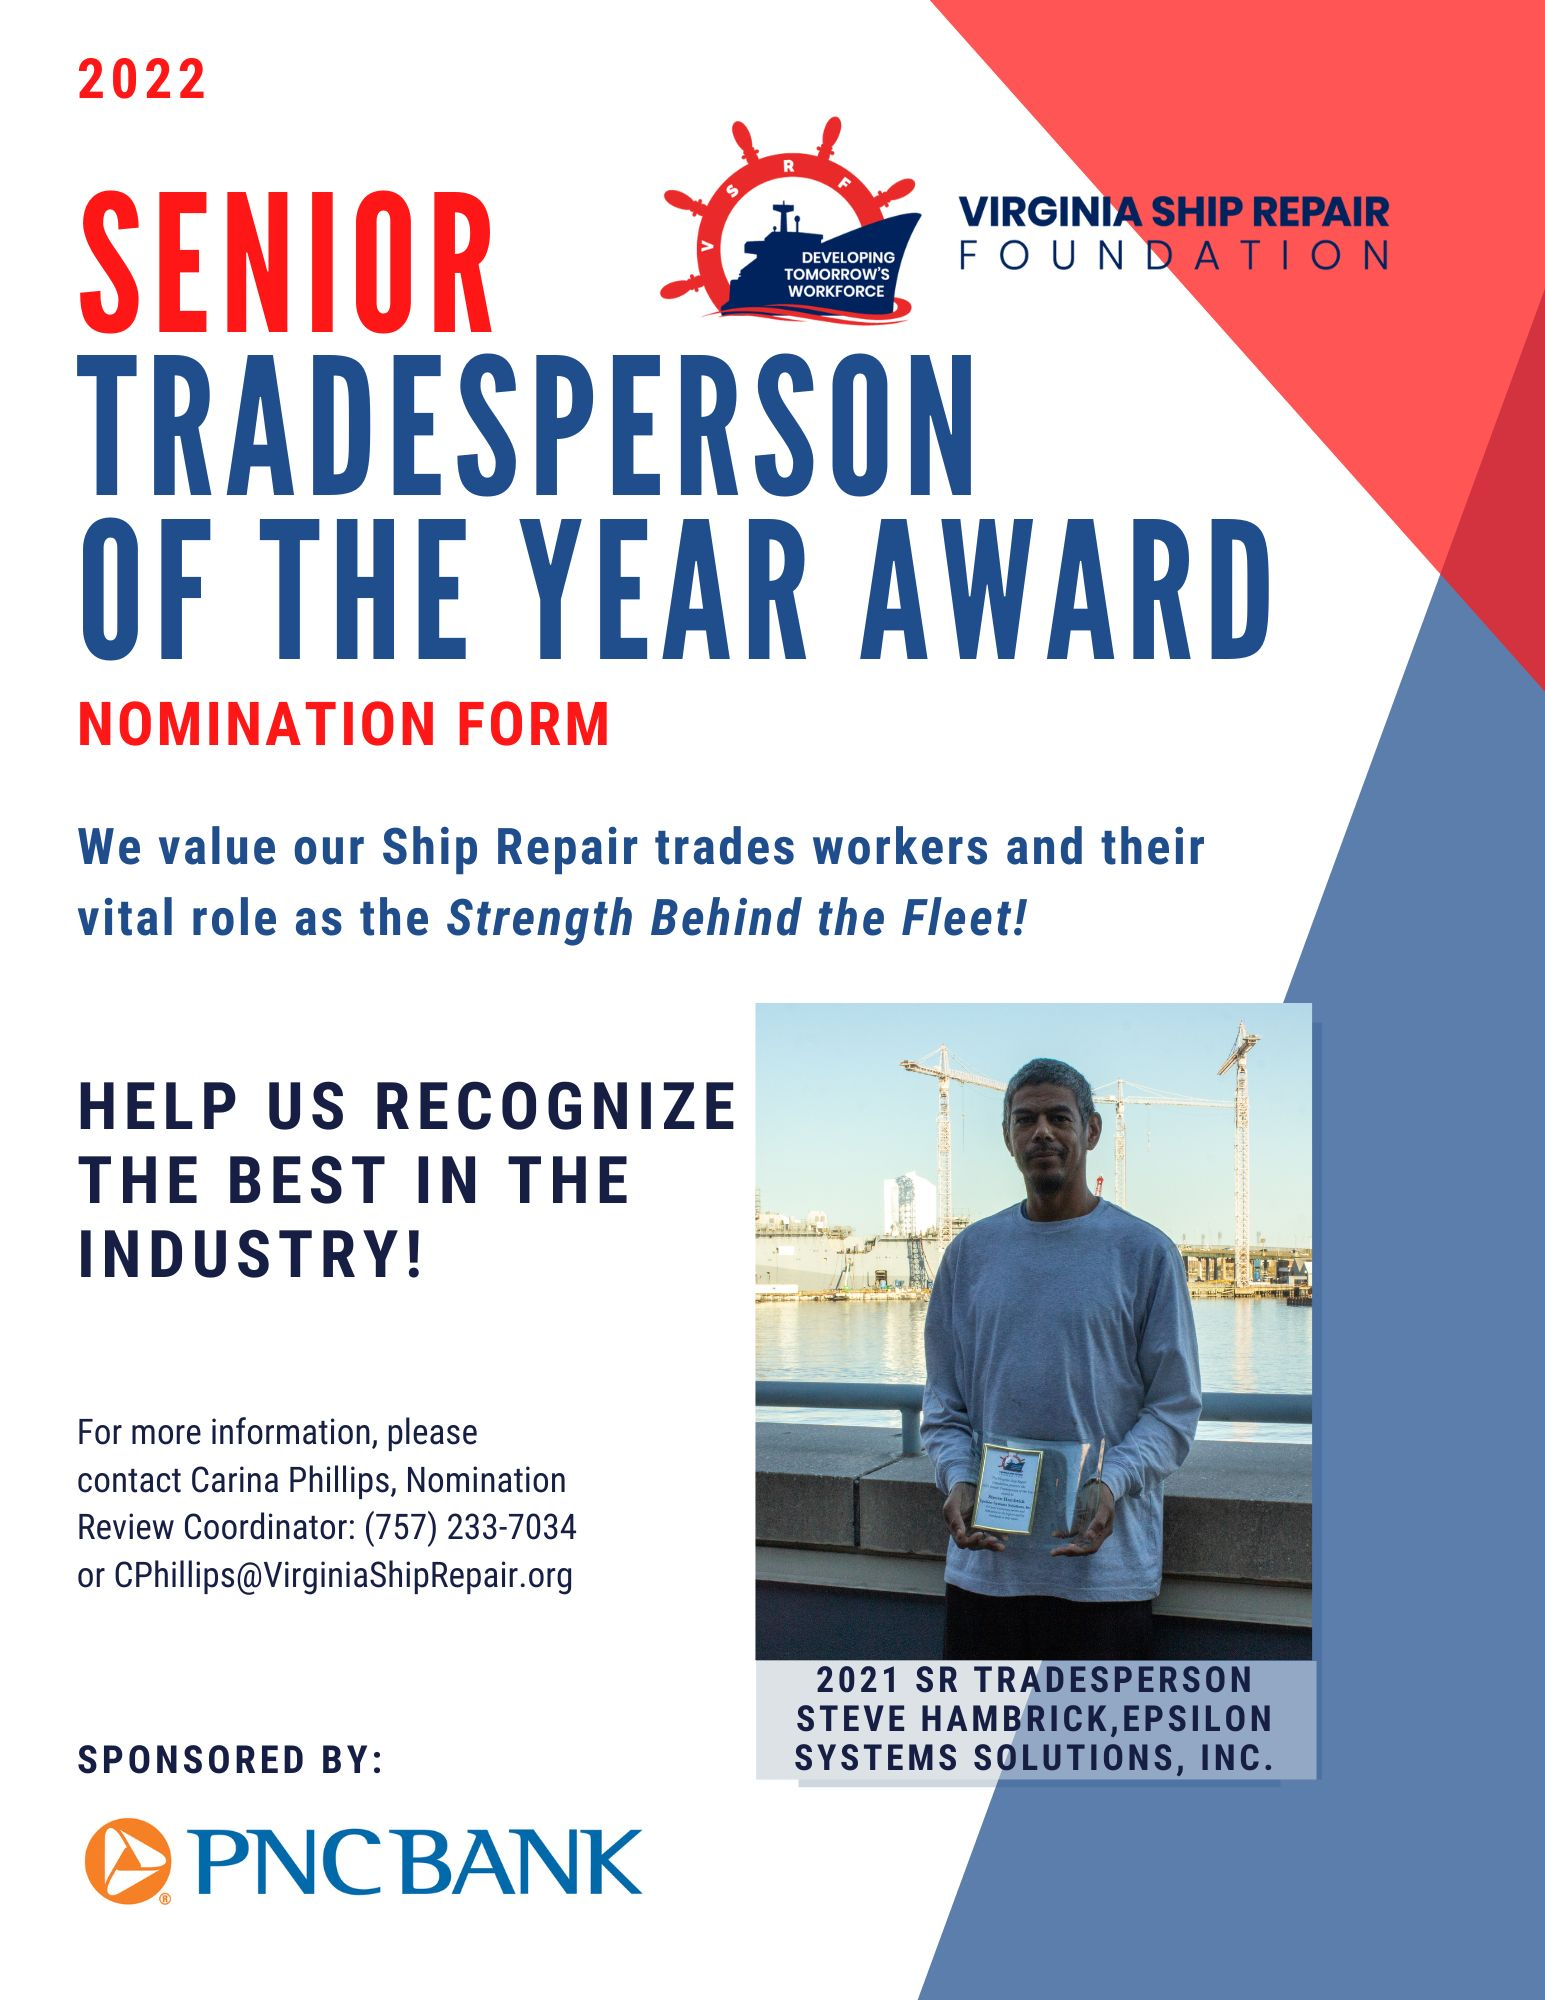 2022
SENIOR
V S R F
DEVELOPING
TOMORROW'S
WORKFORCE
VIRGINIA SHIP REPAIR
FOUNDATION
TRADESPERSON
OF THE YEAR AWARD
NOMINATION FORM
We value our Ship Repair trades workers and their
vital role as the Strength Behind the Fleet!
HELP US RECOGNIZE
THE BEST IN THE
INDUSTRY!
For more information, please
contact Carina Phillips, Nomination
Review Coordinator: (757) 233-7034
or CPhillips@VirginiaShipRepair.org
2021 SR TRADESPERSON
STEVE HAMBRICK,EPSILON
SYSTEMS SOLUTIONS, INC.
SPONSORED BY:
PNC BANK
®